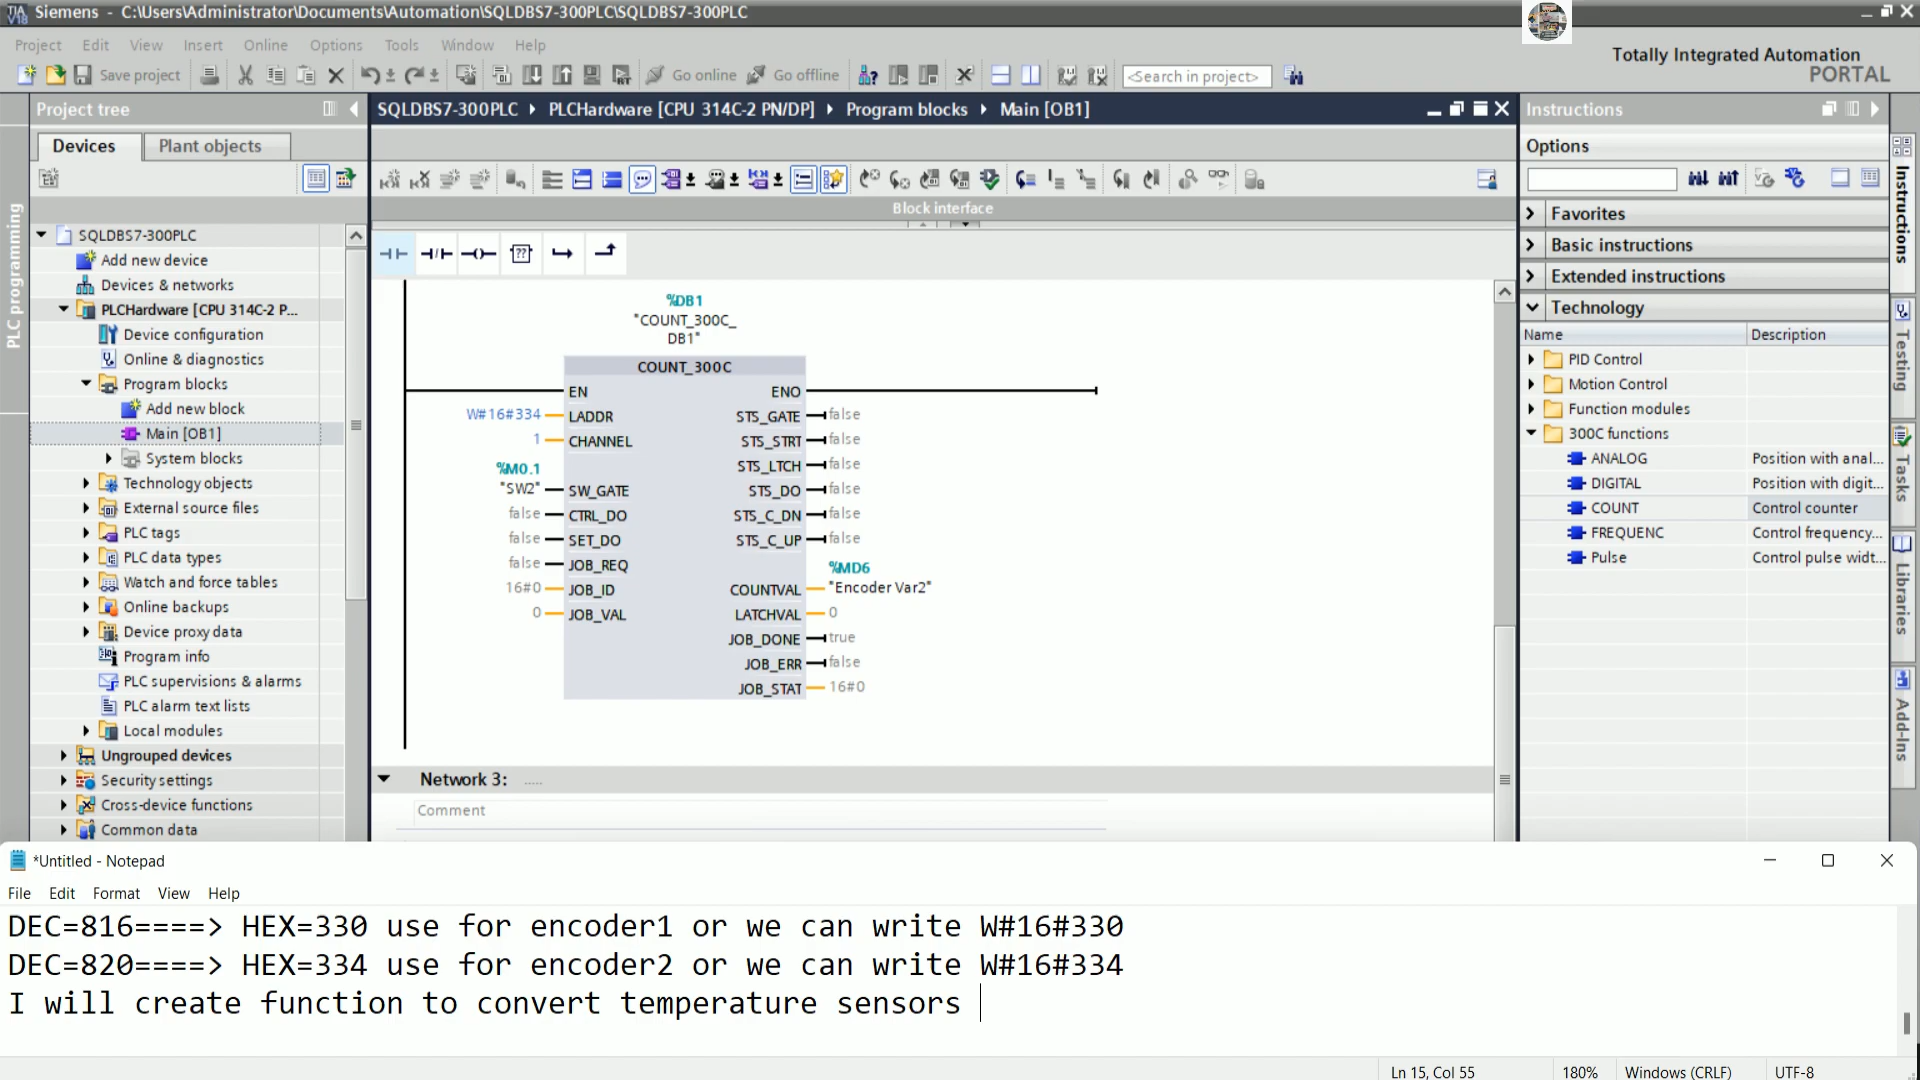 Siemens - C:\Users\Administrator\Documents\Automation\SQLDBS7-300PLC\SQLDBS7-300PLC
Project Edit View Insert Online Options Tools Window Help
Totally Integrated Automation
PORTAL
Save project Go online Go offline <Search in project>
Project tree
SQLDBS7-300PLC PLCHardware [CPU 314C-2 PN/DP] Program blocks Main [OB1]
Instructions
Devices Plant objects
Options
Block interface
PLC programming
SQLDBS7-300PLC
Add new device
Devices & networks
PLCHardware [CPU 314C-2 P...
Device configuration
Online & diagnostics
Program blocks
Add new block
Main [OB1]
System blocks
Technology objects
External source files
PLC tags
PLC data types
Watch and force tables
Online backups
Device proxy data
Program info
PLC supervisions & alarms
PLC alarm text lists
Local modules
Ungrouped devices
Security settings
Cross-device functions
Common data
??
%DB1
"COUNT_300C_
DB1"
COUNT_300C
EN ENO
W#16#334 LADDR STS_GATE false
1 CHANNEL STS_STRT false
STS_LTCH false
%M0.1
"SW2" SW_GATE STS_DO false
false CTRL_DO STS_C_DN false
false SET_DO STS_C_UP false
false JOB_REQ
%MD6
16#0 JOB_ID COUNTVAL "Encoder Var2"
0 JOB_VAL LATCHVAL 0
JOB_DONE true
JOB_ERR false
JOB_STAT 16#0
Network 3: .....
Comment
Favorites
Basic instructions
Extended instructions
Technology
Name Description
PID Control
Motion Control
Function modules
300C functions
ANALOG Position with anal...
DIGITAL Position with digit...
COUNT Control counter
FREQUENC Control frequency...
Pulse Control pulse widt...
Instructions
Testing
Tasks
Libraries
Add-Ins
*Untitled - Notepad
File Edit Format View Help
DEC=816====> HEX=330 use for encoder1 or we can write W#16#330
DEC=820====> HEX=334 use for encoder2 or we can write W#16#334
I will create function to convert temperature sensors
Ln 15, Col 55 180% Windows (CRLF) UTF-8